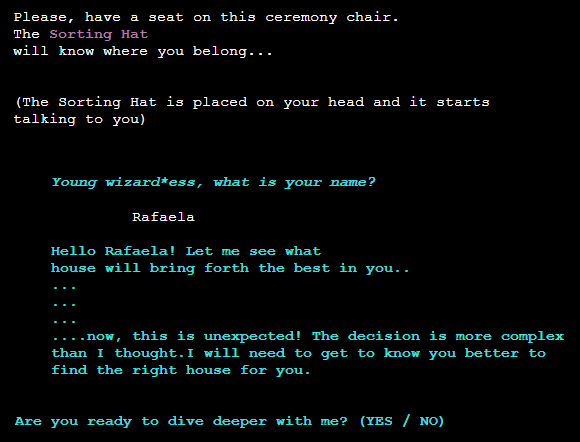 Please, have a seat on this ceremony chair.
The Sorting Hat
will know where you belong...
(The Sorting Hat is placed on your head and it starts
talking to you)
Young wizard*ess, what is your name?
Rafaela
Hello Rafaela! Let me see what
house will bring forth the best in you..
...
...
...
....now, this is unexpected! The decision is more complex
than I thought.I will need to get to know you better to
find the right house for you.
Are you ready to dive deeper with me? (YES / NO)